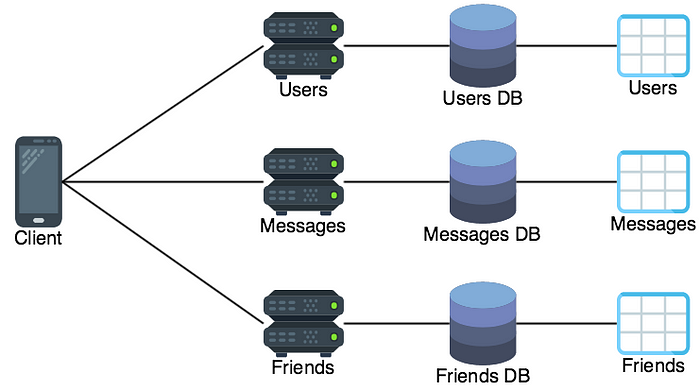 Users
Users DB
Users
Client
Messages
Messages DB
Messages
Friends
Friends DB
Friends